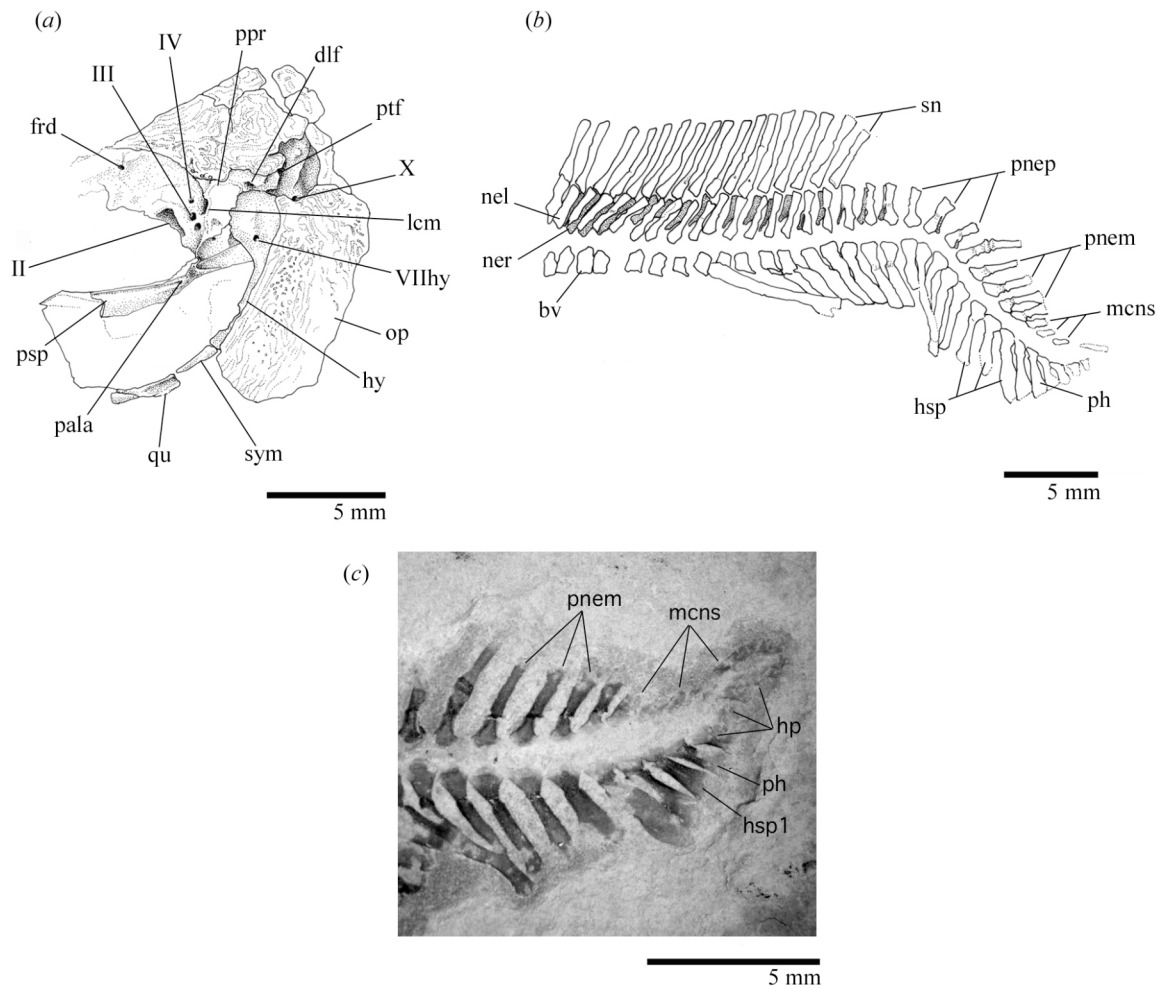 (a)
IV
ppr
dlf
III
ptf
frd
X
lcm
II
VIIhy
psp
op
hy
pala
qu
sym
5 mm
(b)
sn
pnep
nel
pnem
ner
mcns
bv
hsp
ph
5 mm
(c)
pnem
mcns
hp
ph
hsp1
5 mm